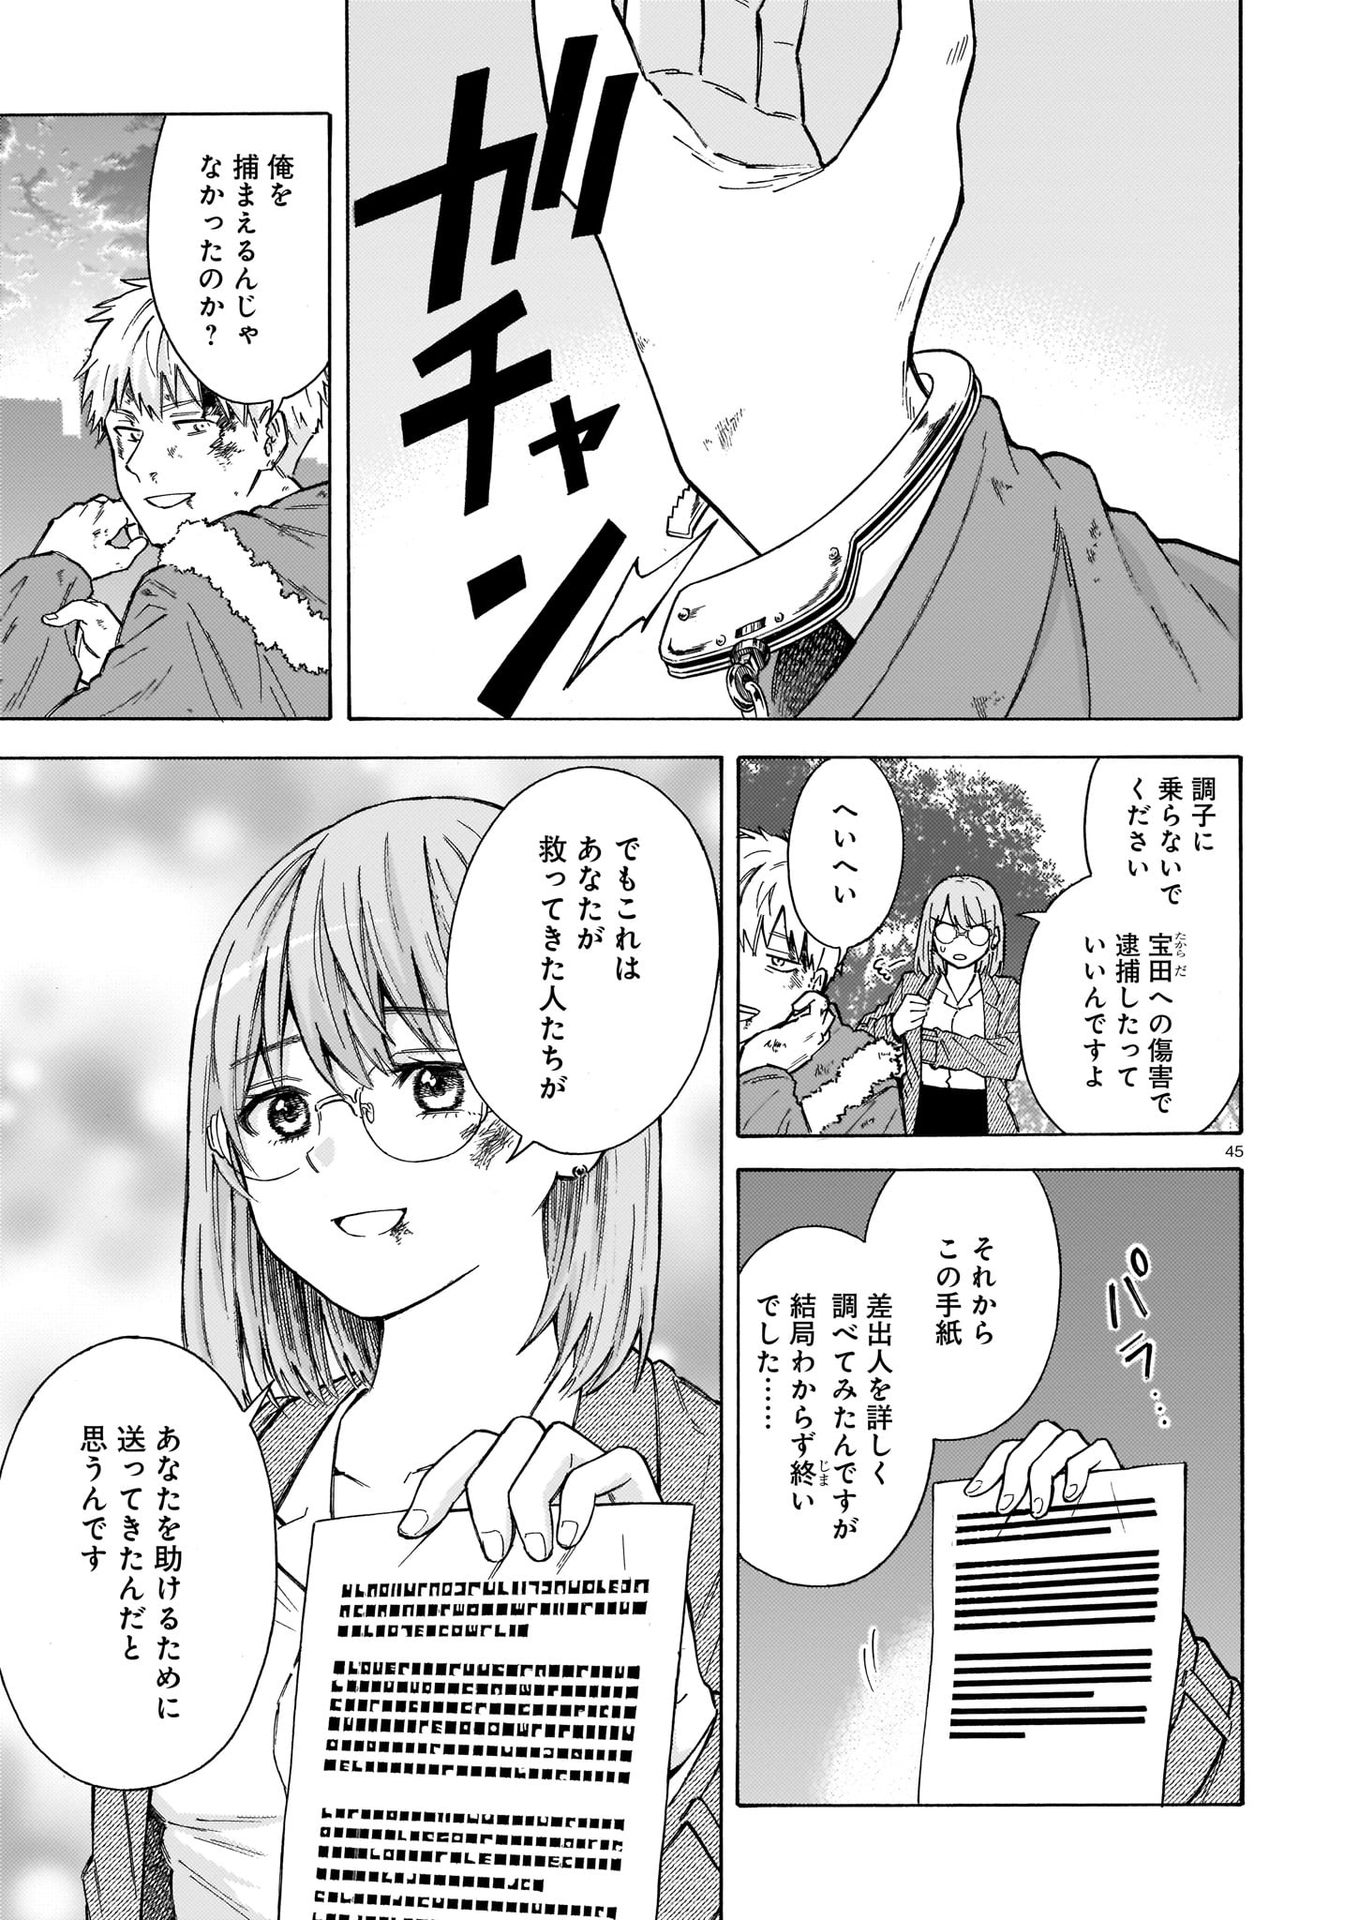 ガチャン
俺を
捕まえるんじゃ
なかったのか?
調子に
乗らないで
ください
宝田への傷害で
たからだ
逮捕したって
いいんですよ
へいへい
45
それから
この手紙
パラ…
差出人を詳しく
調べてみたんですが
結局わからず終い
じま
でした……
でもこれは
あなたが
救ってきた人たちが
あなたを助けるために
送ってきたんだと
思うんです